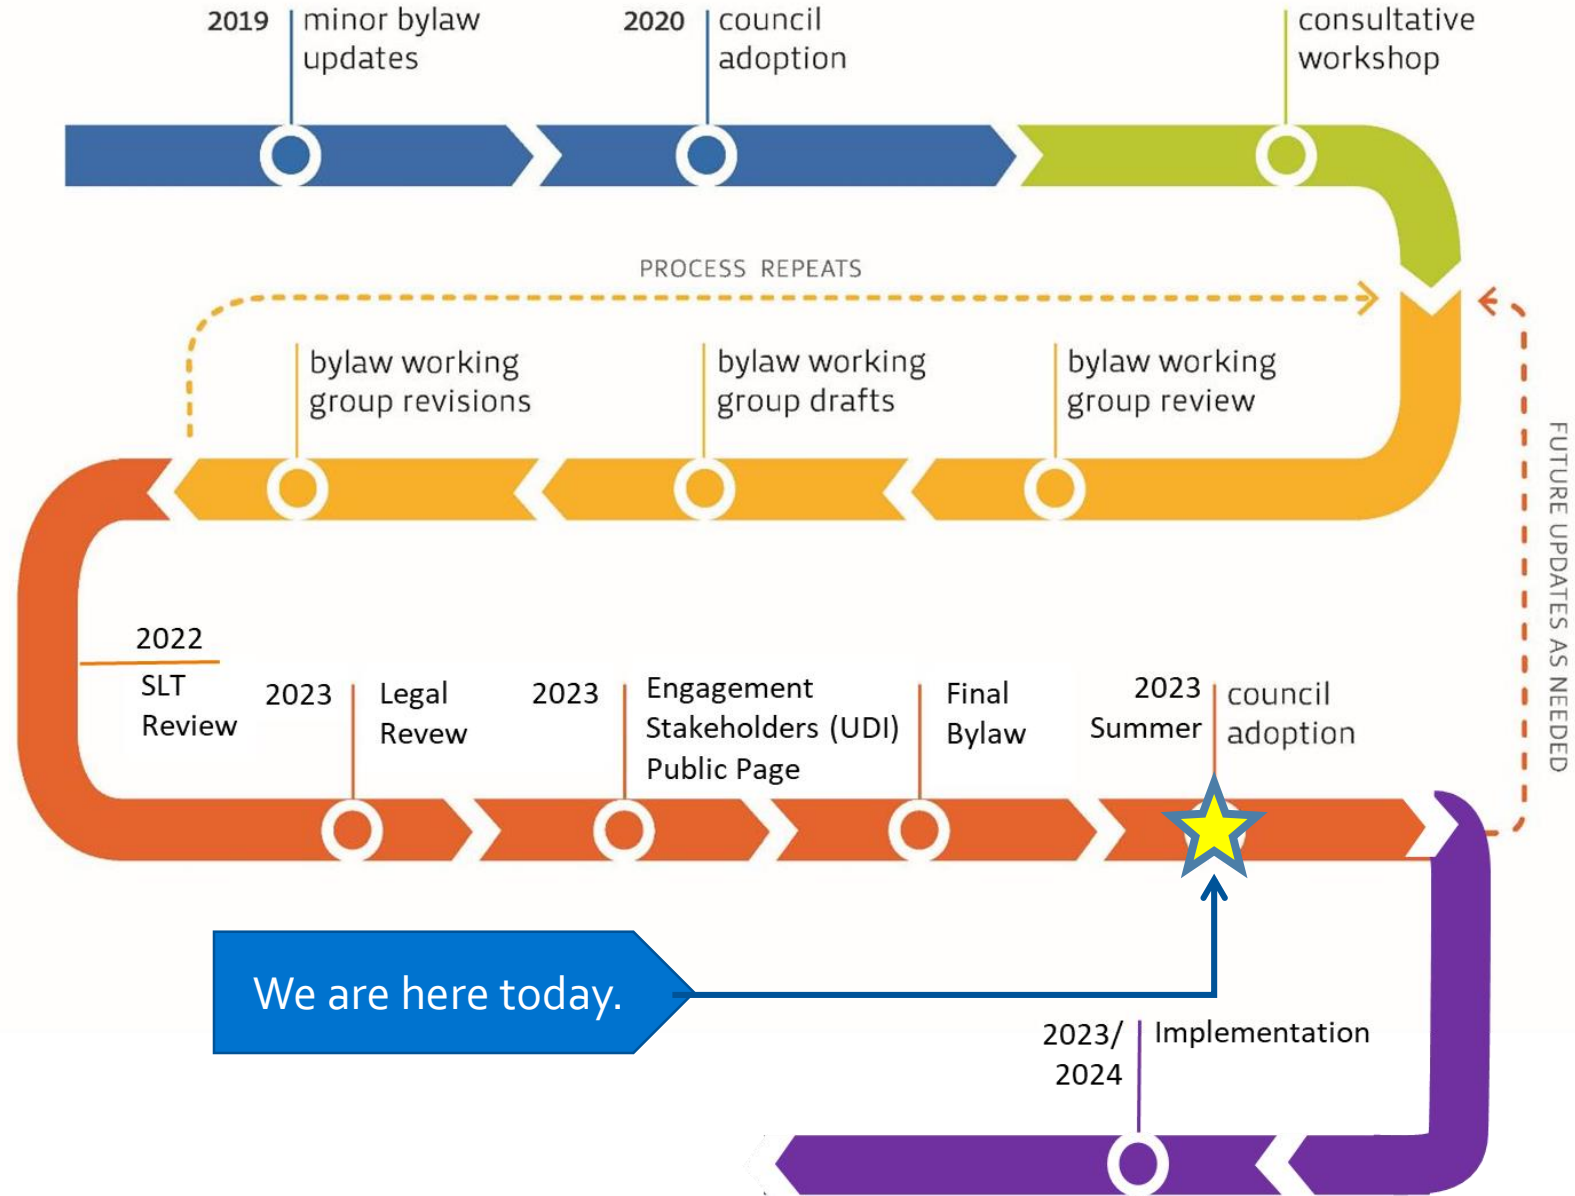 2019
minor bylaw
updates
2020
council
adoption
consultative
workshop
PROCESS REPEATS
bylaw working
group revisions
bylaw working
group drafts
bylaw working
group review
FUTURE UPDATES AS NEEDED
2022
SLT
Review
2023
Legal
Revew
2023
Engagement
Stakeholders (UDI)
Public Page
Final
Bylaw
2023
Summer
council
adoption
We are here today.
2023/
2024
Implementation